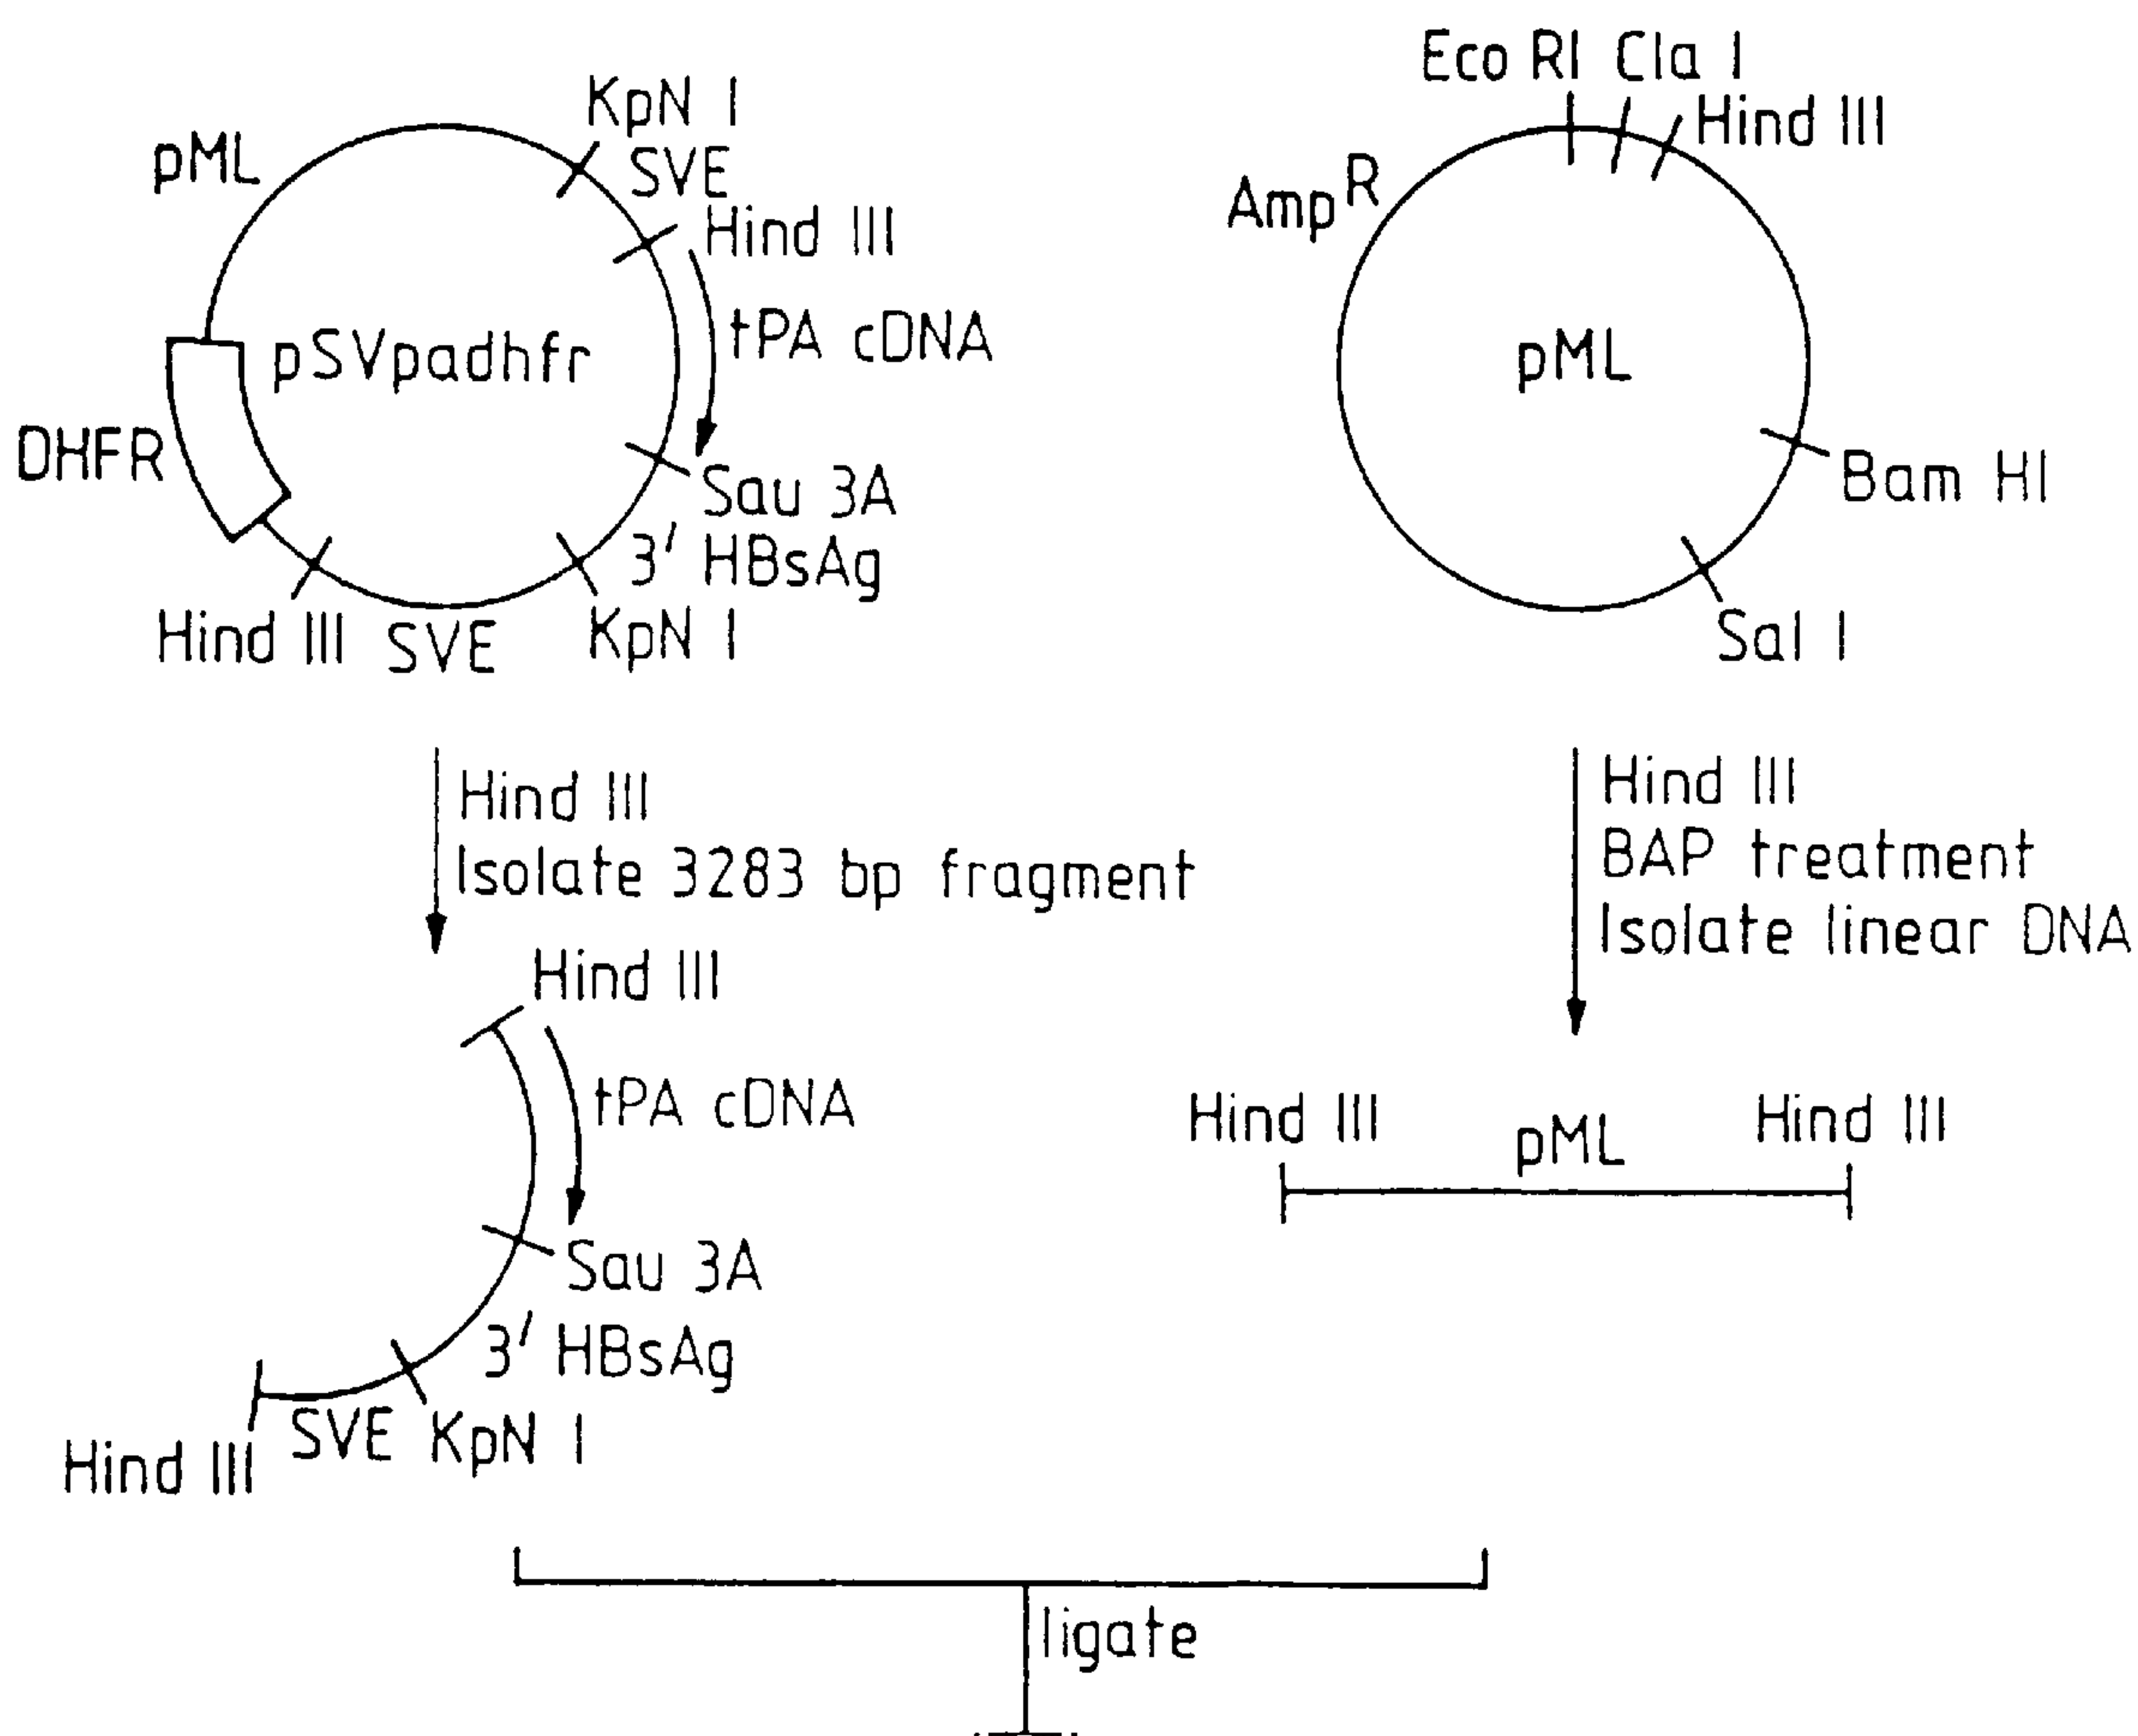 pML
KpN I
SVE
Hind III
tPA cDNA
pSVpadhfr
DHFR
Sau 3A
3' HBsAg
KpN I
SVE
Hind III
Eco RI Cla I
Hind III
Amp R
pML
Bam HI
Sal I
Hind III
Isolate 3283 bp fragment
Hind III
BAP treatment
Isolate linear DNA
Hind III
tPA cDNA
Sau 3A
3' HBsAg
KpN I
SVE
Hind III
Hind III
pML
Hind III
ligate